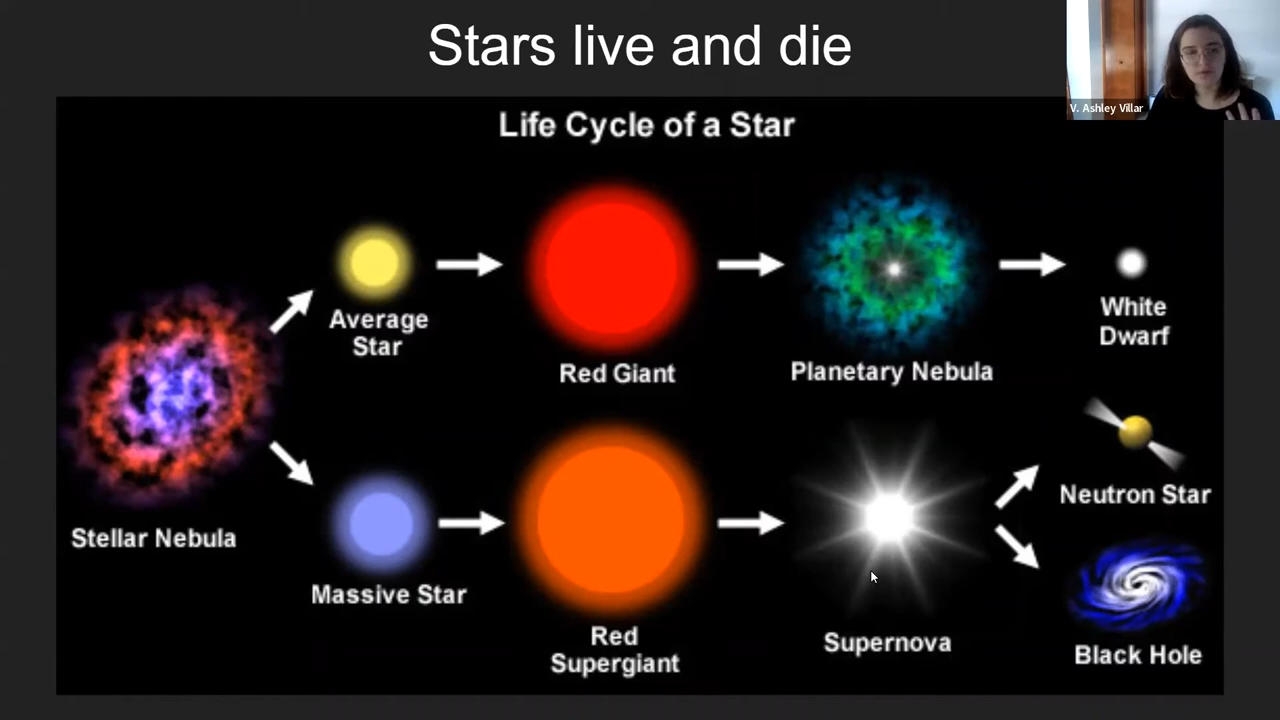 Stars live and die
V. Ashley Villar
Life Cycle of a Star
Average
Star
Red Giant
Planetary Nebula
White
Dwarf
Stellar Nebula
Massive Star
Red
Supergiant
Supernova
Neutron Star
Black Hole